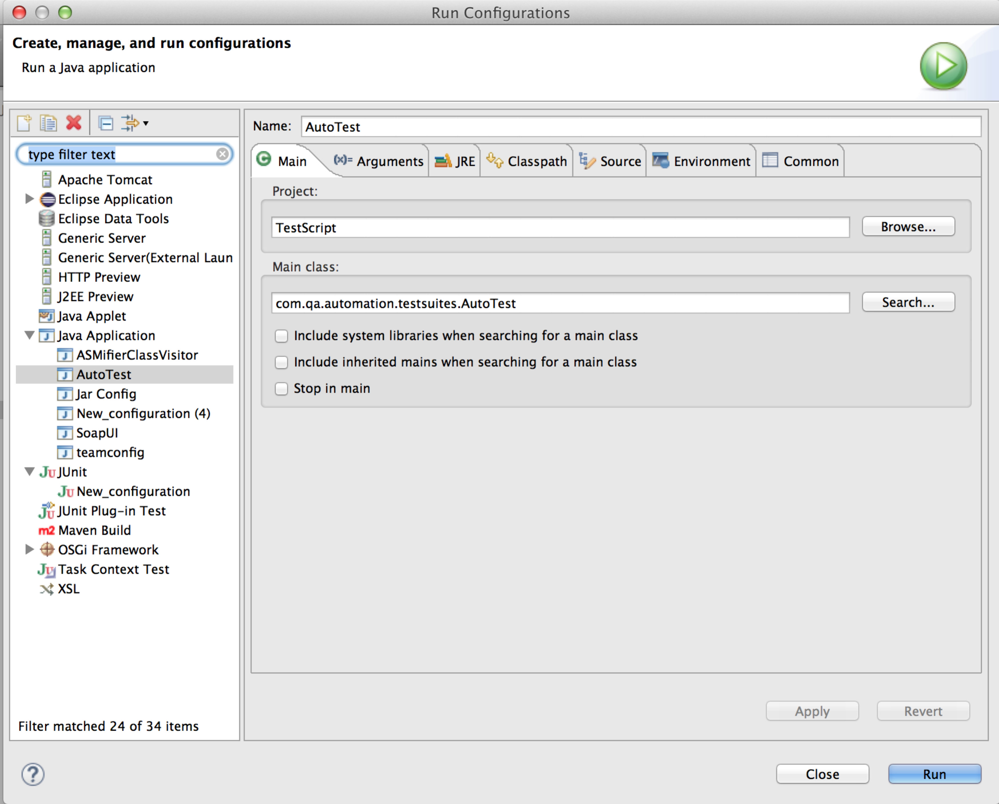 Run Configurations
Create, manage, and run configurations
Run a Java application
type filter text
Apache Tomcat
Eclipse Application
Eclipse Data Tools
Generic Server
Generic Server(External Laun
HTTP Preview
J2EE Preview
Java Applet
Java Application
ASMifierClassVisitor
AutoTest
Jar Config
New_configuration (4)
SoapUI
teamconfig
JUnit
New_configuration
JUnit Plug-in Test
m2 Maven Build
OSGi Framework
Task Context Test
XSL
Filter matched 24 of 34 items
Name: AutoTest
Main (x)= Arguments JRE Classpath Source Environment Common
Project:
TestScript Browse...
Main class:
com.qa.automation.testsuites.AutoTest Search...
Include system libraries when searching for a main class
Include inherited mains when searching for a main class
Stop in main
Apply Revert
Close Run